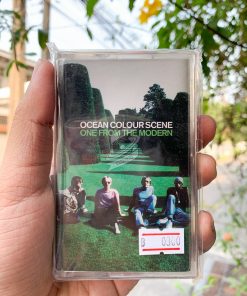 OCEAN COLOUR SCENE
ONE FROM THE MODERN